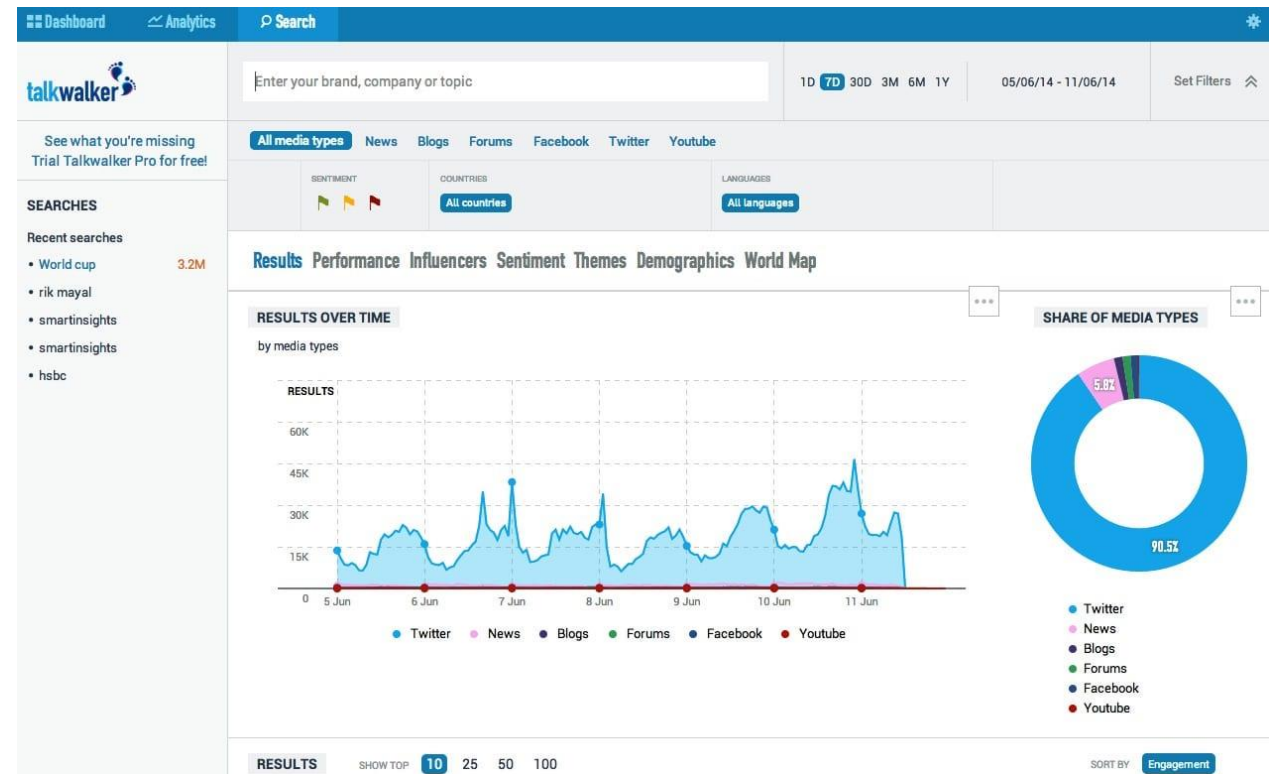 Dashboard Analytics Search
talkwalker
Enter your brand, company or topic
1D 7D 30D 3M 6M 1Y
05/06/14 - 11/06/14
Set Filters
See what you're missing
Trial Talkwalker Pro for free!
All media types News Blogs Forums Facebook Twitter Youtube
SENTIMENT
COUNTRIES
All countries
LANGUAGES
All languages
SEARCHES
Recent searches
• World cup 3.2M
• rik mayal
• smartinsights
• smartinsights
• hsbc
Results Performance Influencers Sentiment Themes Demographics World Map
RESULTS OVER TIME
by media types
RESULTS
60K
45K
30K
15K
0
5 Jun 6 Jun 7 Jun 8 Jun 9 Jun 10 Jun 11 Jun
Twitter News Blogs Forums Facebook Youtube
SHARE OF MEDIA TYPES
5.8%
90.5%
Twitter
News
Blogs
Forums
Facebook
Youtube
RESULTS SHOW TOP 10 25 50 100
SORT BY Engagement